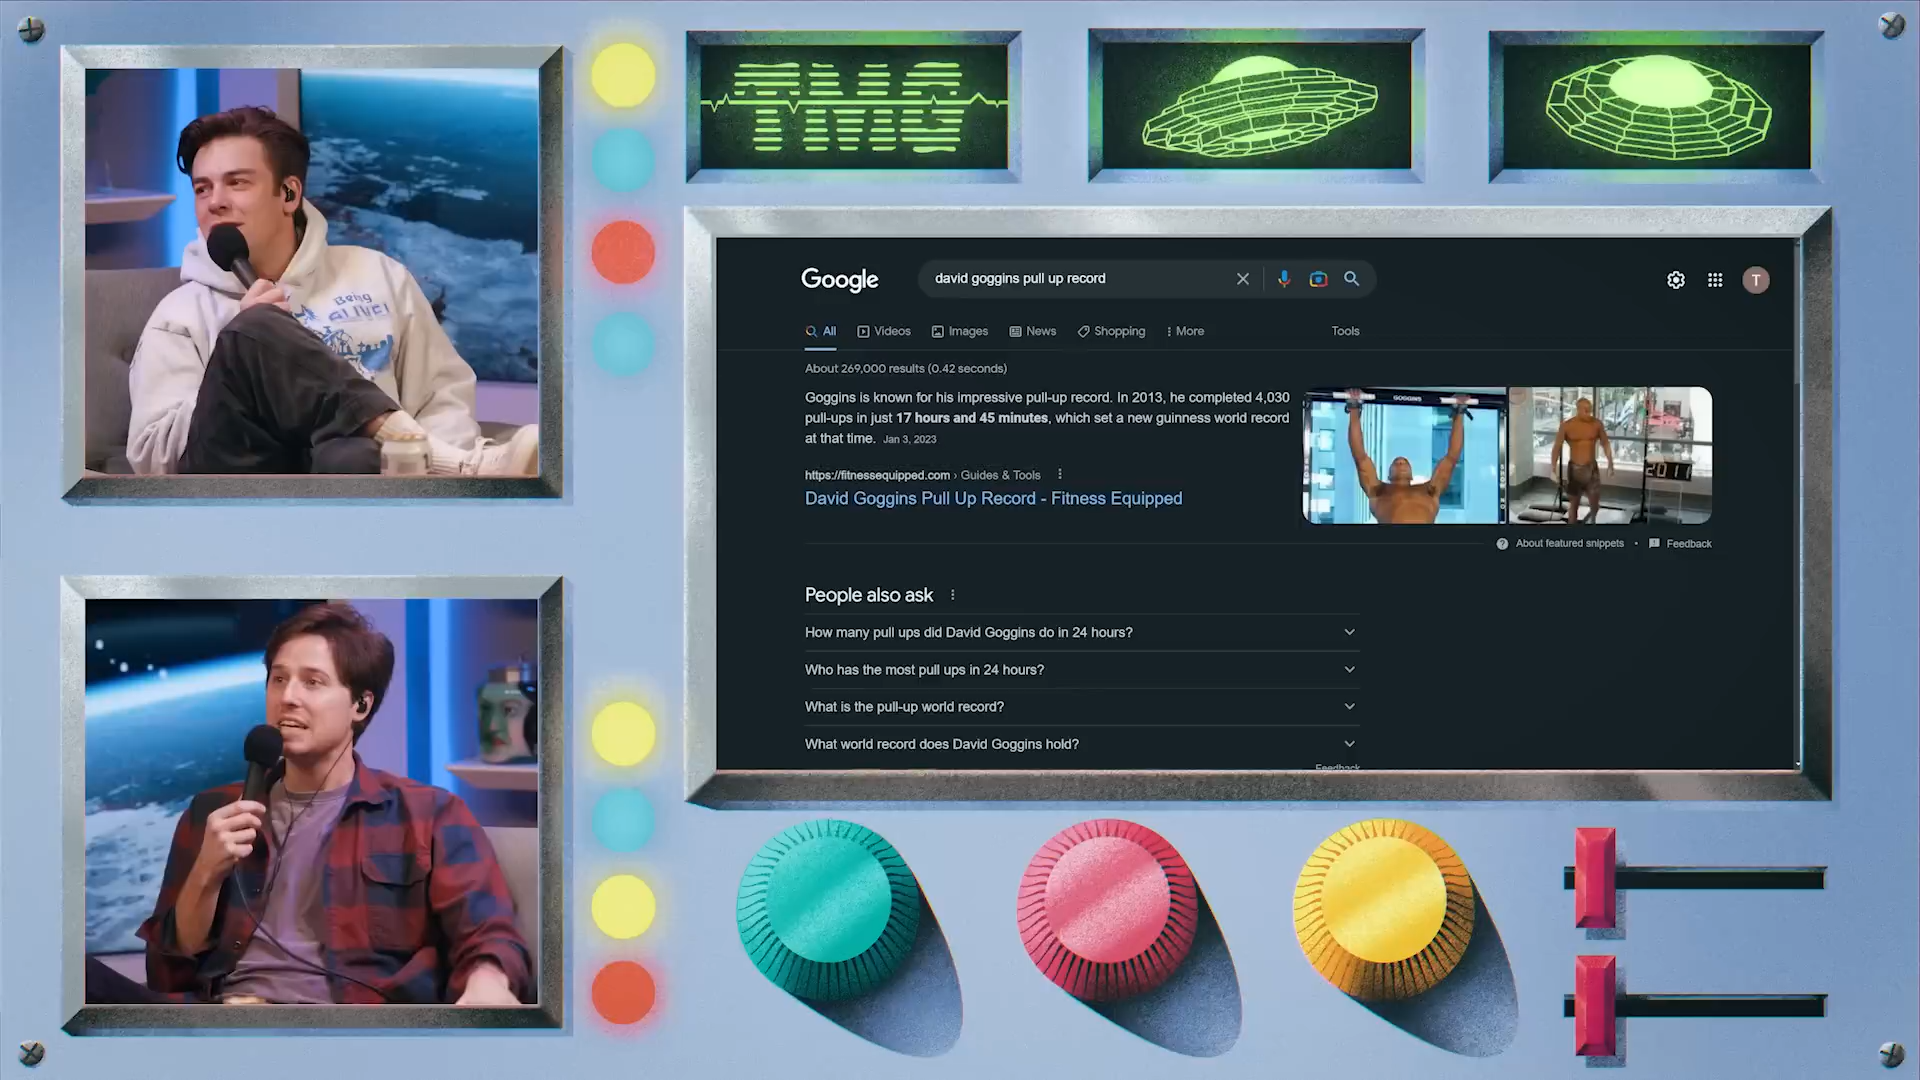 TMG
Being
ALIVE!
Google
david goggins pull up record
T
All
Videos
Images
News
Shopping
More
Tools
About 269,000 results (0.42 seconds)
Goggins is known for his impressive pull-up record. In 2013, he completed 4,030
pull-ups in just 17 hours and 45 minutes, which set a new guinness world record
at that time. Jan 3, 2023
https://fitnessequipped.com › Guides & Tools
David Goggins Pull Up Record - Fitness Equipped
GOGGINS
2011
About featured snippets • Feedback
People also ask
How many pull ups did David Goggins do in 24 hours?
Who has the most pull ups in 24 hours?
What is the pull-up world record?
What world record does David Goggins hold?
Feedback